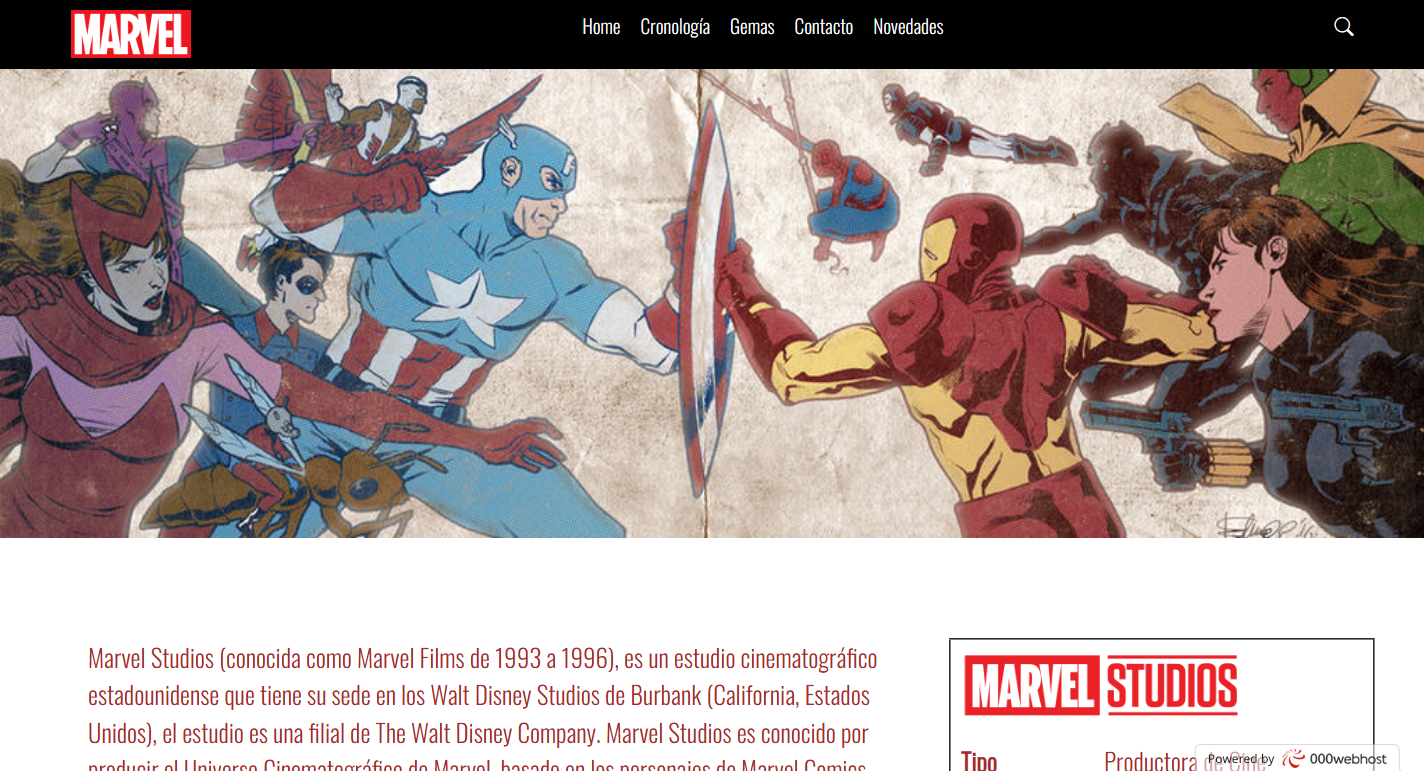 MARVEL
Home Cronología Gemas Contacto Novedades
Marvel Studios (conocida como Marvel Films de 1993 a 1996), es un estudio cinematográfico
estadounidense que tiene su sede en los Walt Disney Studios de Burbank (California, Estados
Unidos), el estudio es una filial de The Walt Disney Company. Marvel Studios es conocido por
producir el Universo Cinematográfico de Marvel, basado en los personajes de Marvel Comics,
MARVEL STUDIOS
Tipo Productora de Cine
Powered by 000webhost